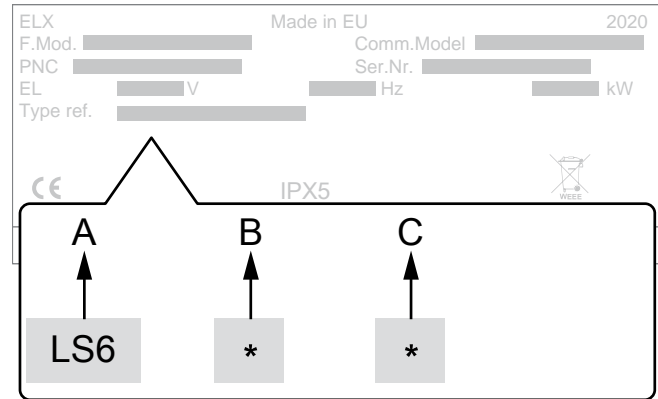 ELX Made in EU 2020
F.Mod. Comm.Model
PNC Ser.Nr.
EL V Hz kW
Type ref.
CE IPX5
WEEE
A B C
LS6 * *